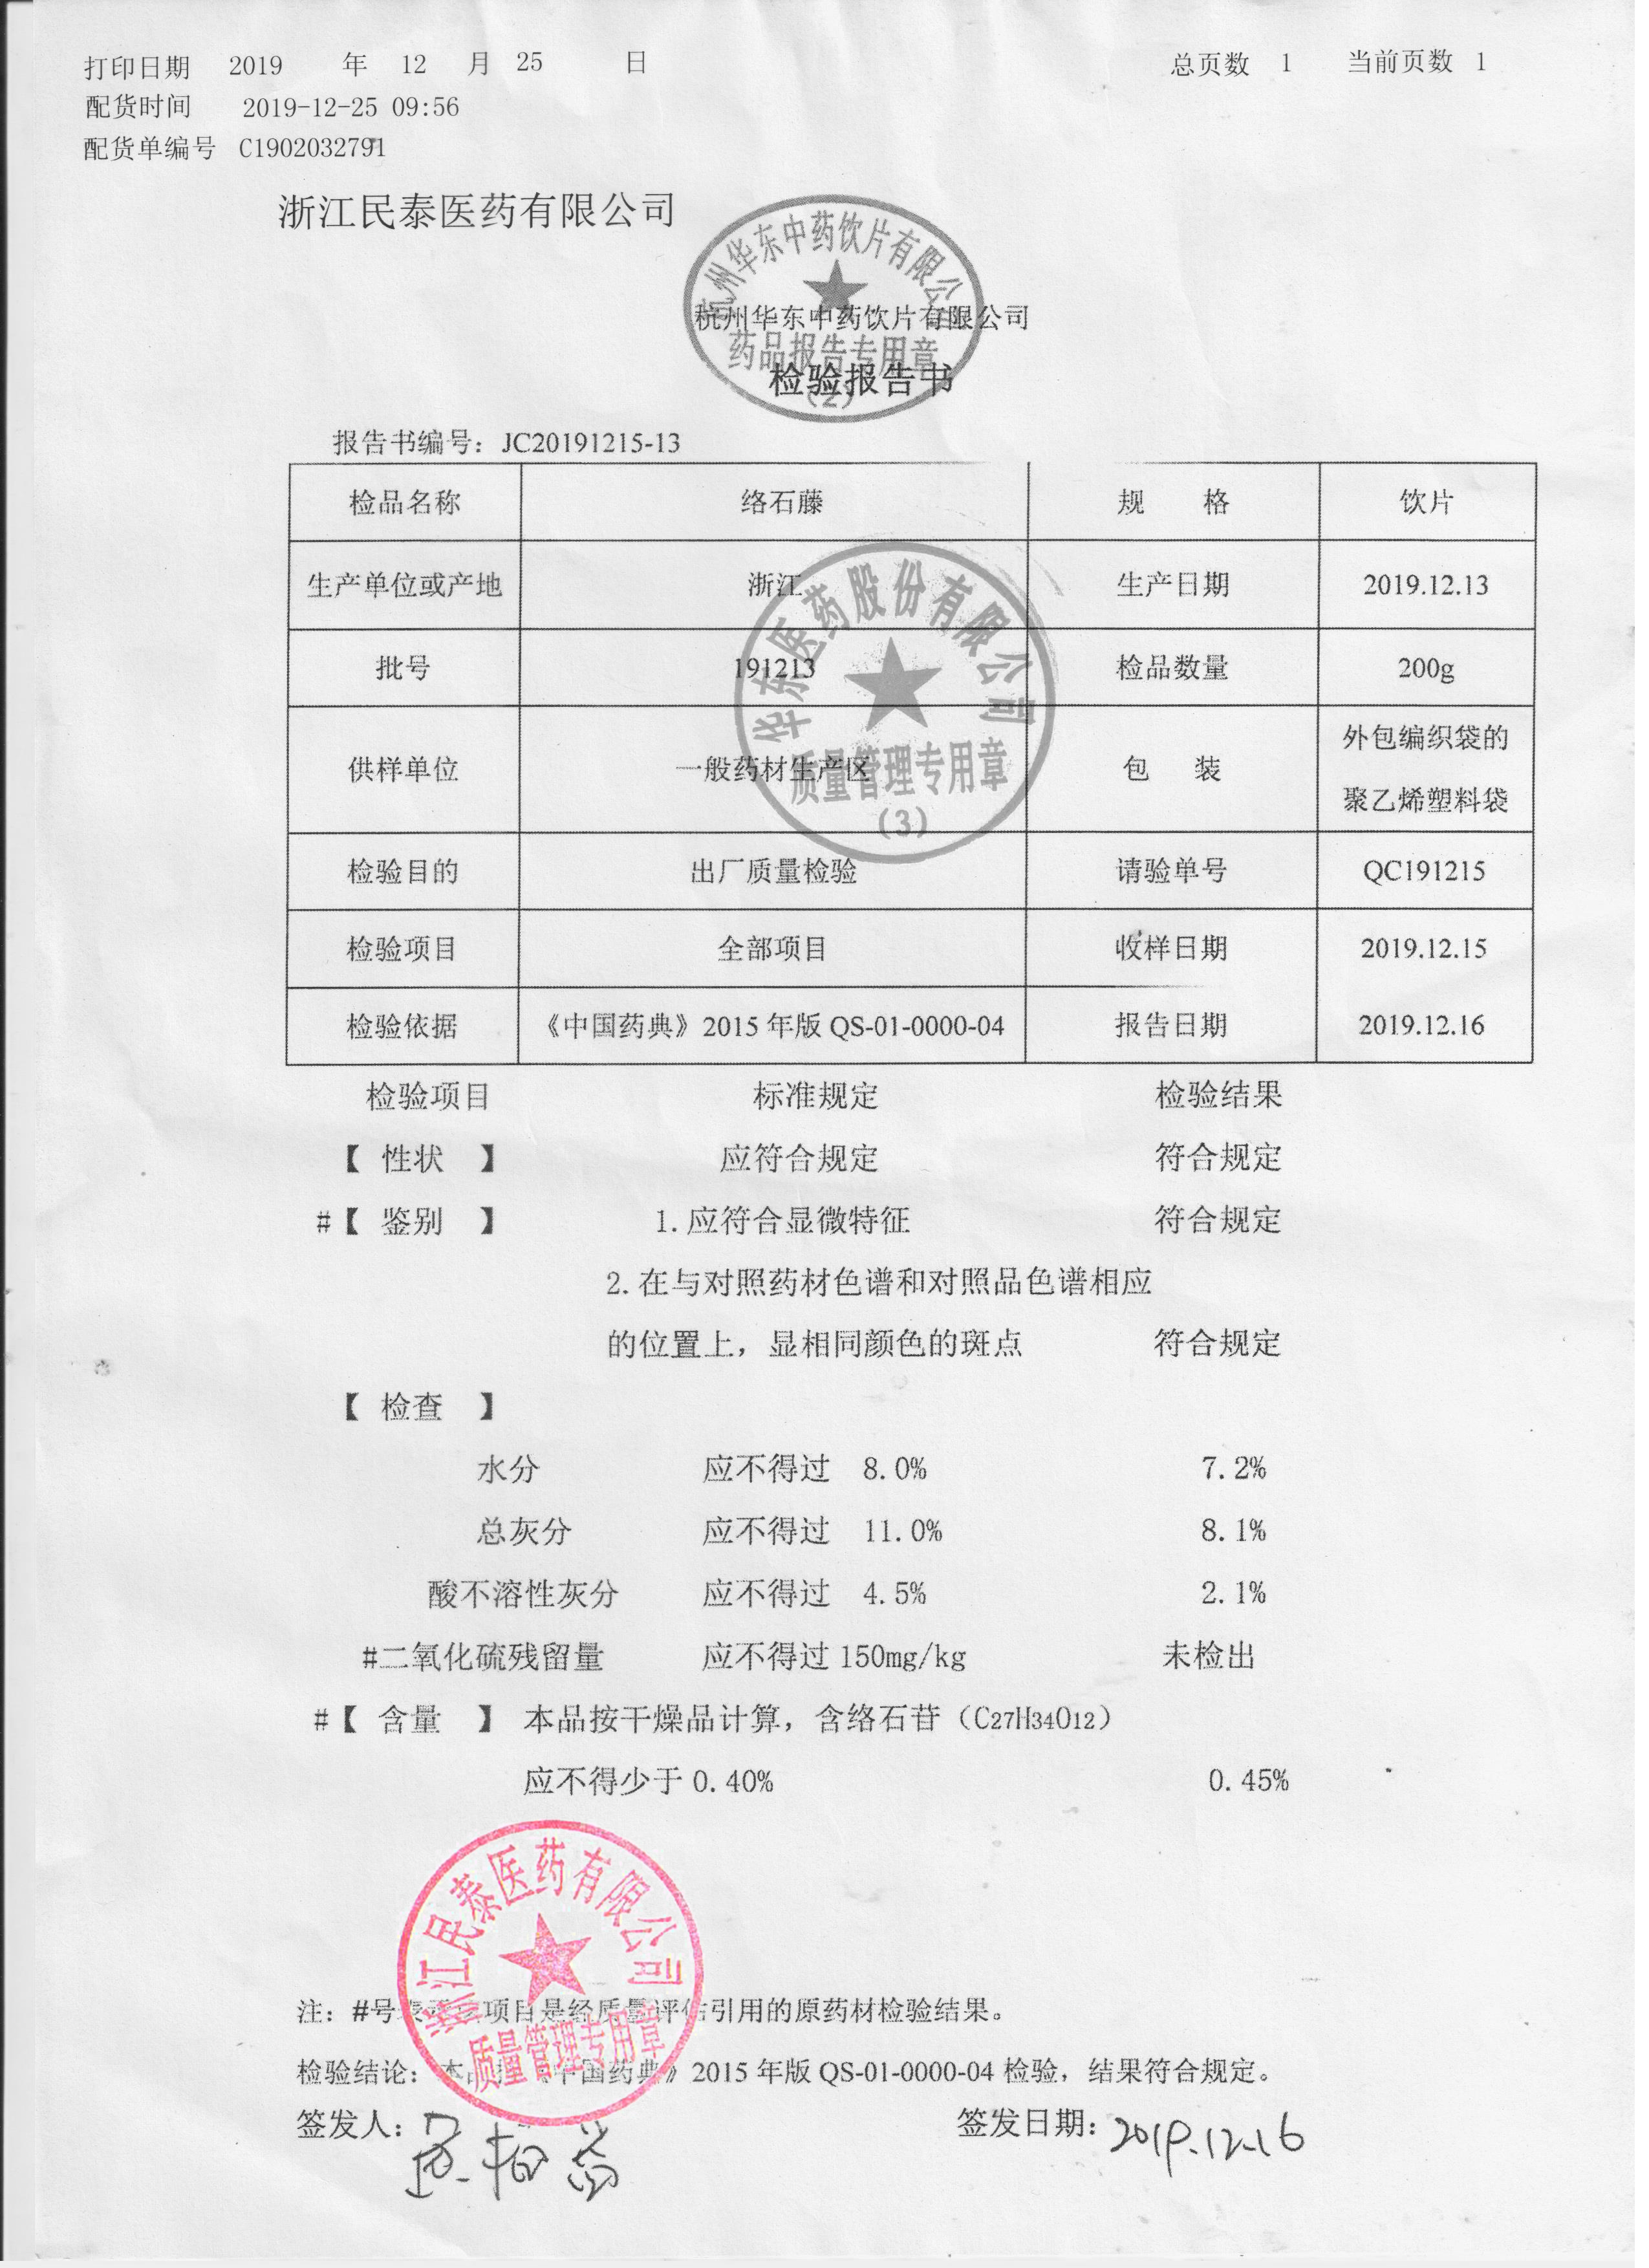 打印日期 2019 年 12 月 25 日 总页数 1 当前页数 1
配货时间 2019-12-25 09:56
配货单编号 C1902032791
浙江民泰医药有限公司
杭州华东中药饮片有限公司
药品报告专用章
(2)
杭州华东中药饮片有限公司
检验报告书
报告书编号：JC20191215-13
检品名称 络石藤 规 格 饮片
生产单位或产地 浙江 生产日期 2019.12.13
批号 191213 检品数量 200g
供样单位 一般药材生产区 包 装 外包编织袋的
聚乙烯塑料袋
华东医药股份有限公司
质量管理专用章
(3)
检验目的 出厂质量检验 请验单号 QC191215
检验项目 全部项目 收样日期 2019.12.15
检验依据 《中国药典》2015 年版 QS-01-0000-04 报告日期 2019.12.16
检验项目 标准规定 检验结果
【 性状 】 应符合规定 符合规定
#【 鉴别 】 1.应符合显微特征 符合规定
2.在与对照药材色谱和对照品色谱相应
的位置上，显相同颜色的斑点 符合规定
【 检查 】
水分 应不得过 8.0% 7.2%
总灰分 应不得过 11.0% 8.1%
酸不溶性灰分 应不得过 4.5% 2.1%
#二氧化硫残留量 应不得过 150mg/kg 未检出
#【 含量 】 本品按干燥品计算，含络石苷（C27H34O12）
应不得少于 0.40% 0.45%
浙江民泰医药有限公司
质量管理专用章
注：#号表示 项目是经质量评估引用的原药材检验结果。
检验结论：本品 《中国药典》2015 年版 QS-01-0000-04 检验，结果符合规定。
签发人： 签发日期：2019.12.16